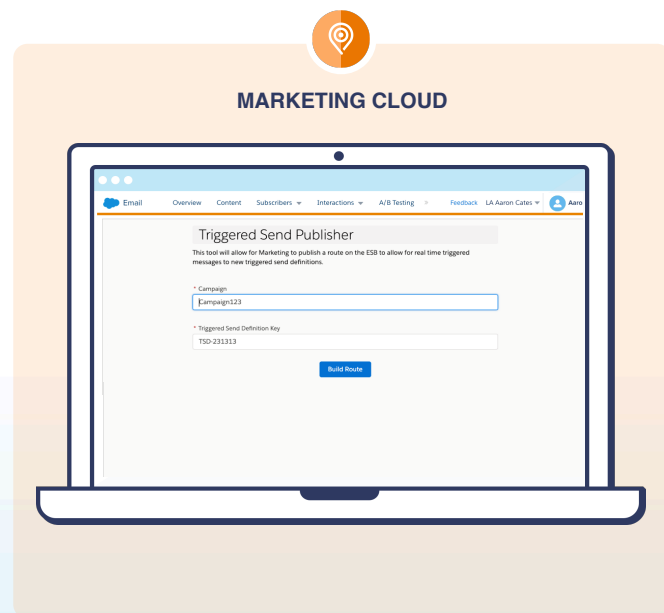 MARKETING CLOUD
Email Overview Content Subscribers Interactions A/B Testing Feedback LA Aaron Cates Aaro
Triggered Send Publisher
This tool will allow for Marketing to publish a route on the ESB to allow for real time triggered
messages to new triggered send definitions.
* Campaign
Campaign123
* Triggered Send Definition Key
TSD-231313
Build Route